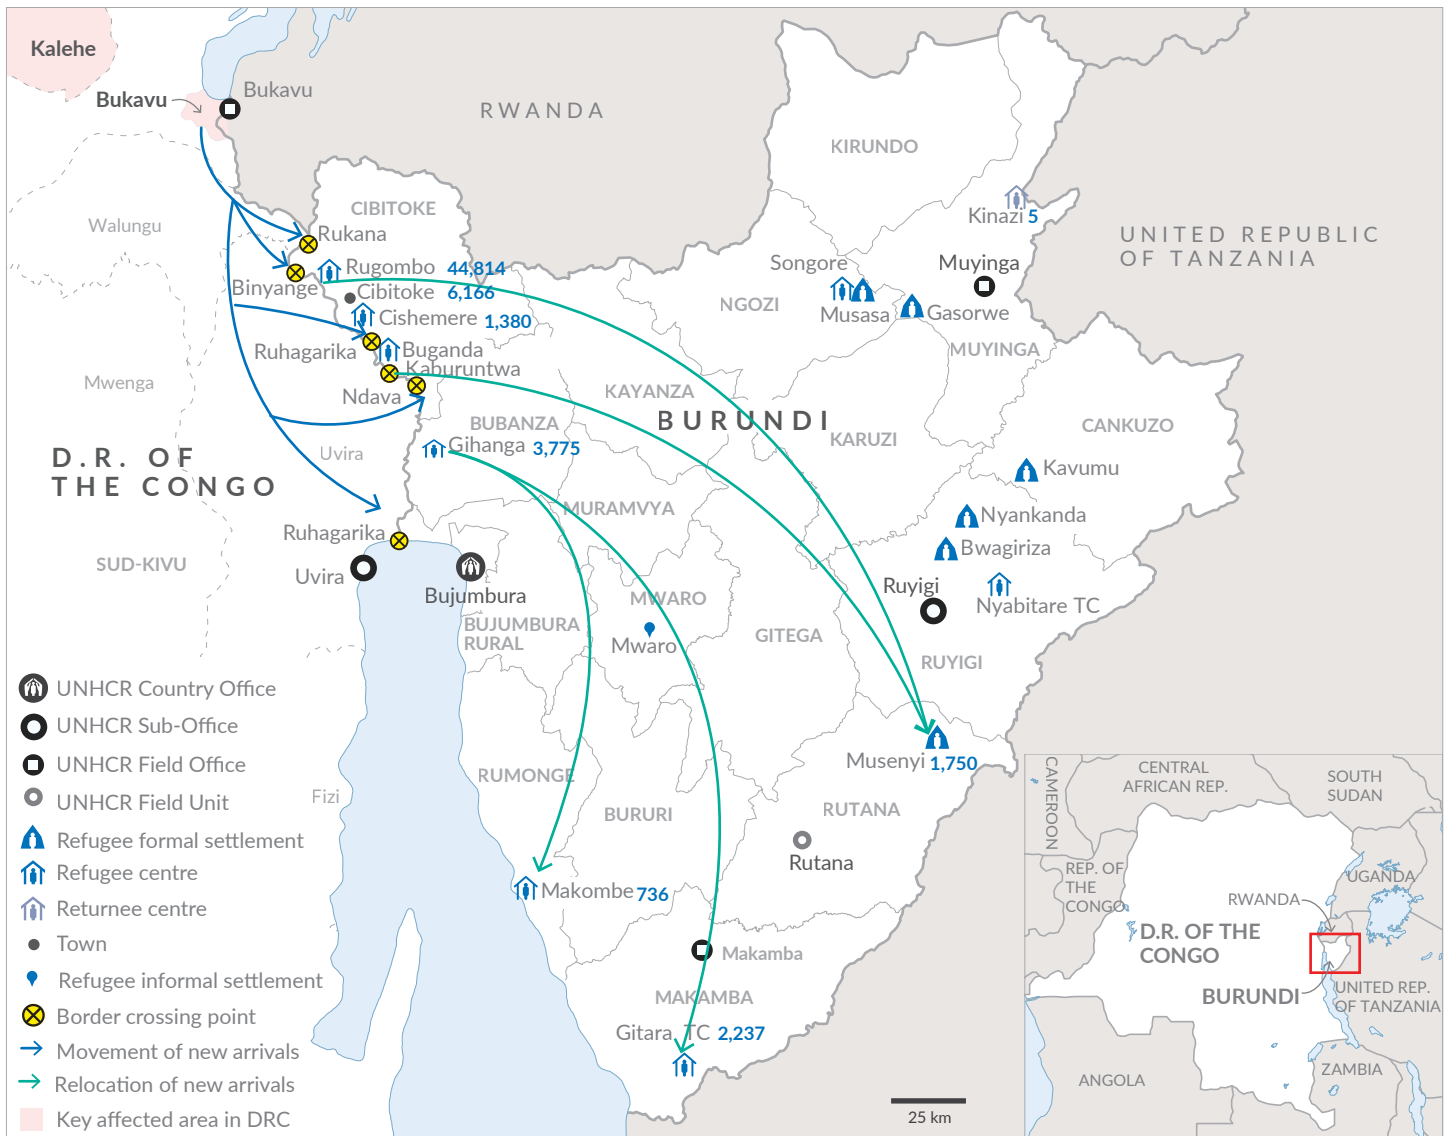 Kalehe
Bukavu
Bukavu
RWANDA
KIRUNDO
CIBITOKE
Walungu
Rukana
Kinazi 5
UNITED REPUBLIC
OF TANZANIA
Rugombo 44,814
Binyange
Cibitoke 6,166
Songore
Muyinga
NGOZI
Musasa
Gasorwe
Cishemere 1,380
Ruhagarika
Buganda
MUYINGA
Kaburuntwa
Mwenga
Ndava
KAYANZA
BURUNDI
BUBANZA
KARUZI
CANKUZO
Gihanga 3,775
Uvira
D.R. OF
THE CONGO
Kavumu
MURAMVYA
Nyankanda
Ruhagarika
Bwagiriza
SUD-KIVU
Uvira
Bujumbura
Ruyigi
Nyabitare TC
MWARO
BUJUMBURA
RURAL
Mwaro
GITEGA
RUYIGI
Musenyi 1,750
RUMONGE
Fizi
BURURI
RUTANA
Rutana
Makombe 736
Makamba
MAKAMBA
Gitara TC 2,237
UNHCR Country Office
UNHCR Sub-Office
UNHCR Field Office
UNHCR Field Unit
Refugee formal settlement
Refugee centre
Returnee centre
Town
Refugee informal settlement
Border crossing point
Movement of new arrivals
Relocation of new arrivals
Key affected area in DRC
25 km
CAMEROON
CENTRAL
AFRICAN REP.
SOUTH
SUDAN
REP. OF
THE
CONGO
UGANDA
RWANDA
D.R. OF THE
CONGO
BURUNDI
UNITED REP.
OF TANZANIA
ANGOLA
ZAMBIA